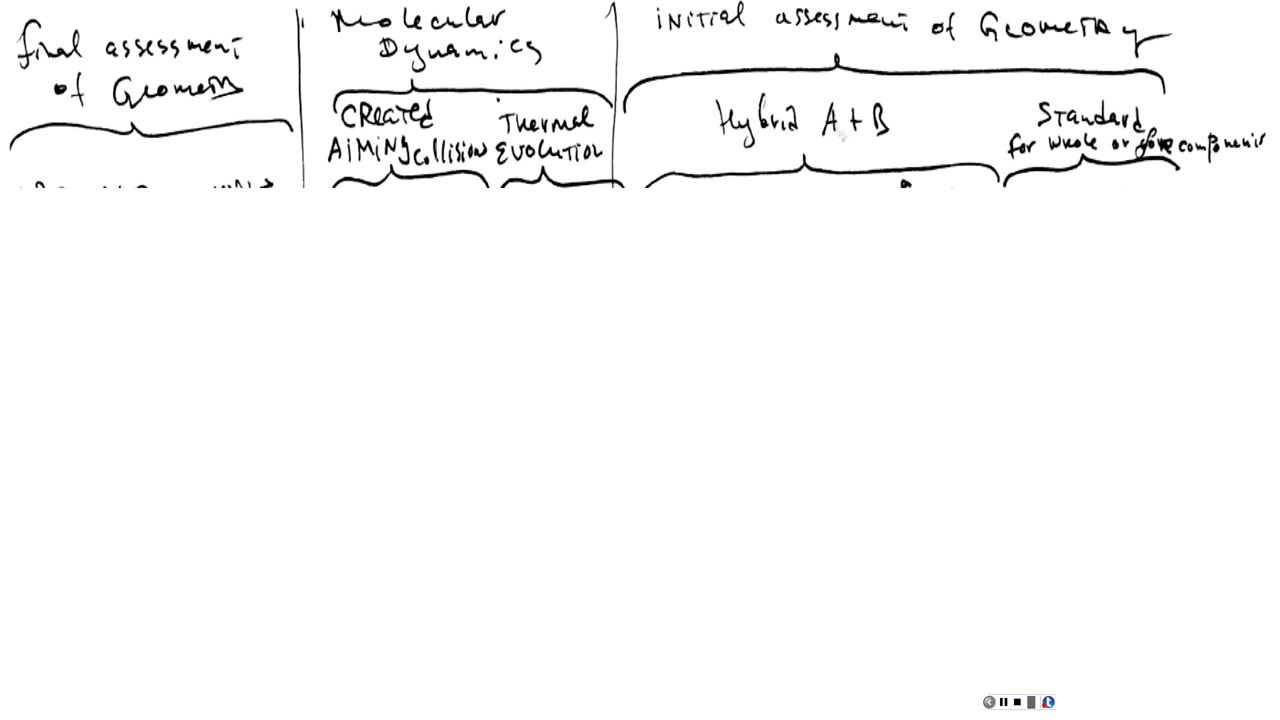 final assessment
of Geometry
Molecular
Dynamics
CREATED
AIMING collision
Thermal
EVOLUTION
initial assessment of GEOMETRY
Hybrid A + B
Standard
for whole or components